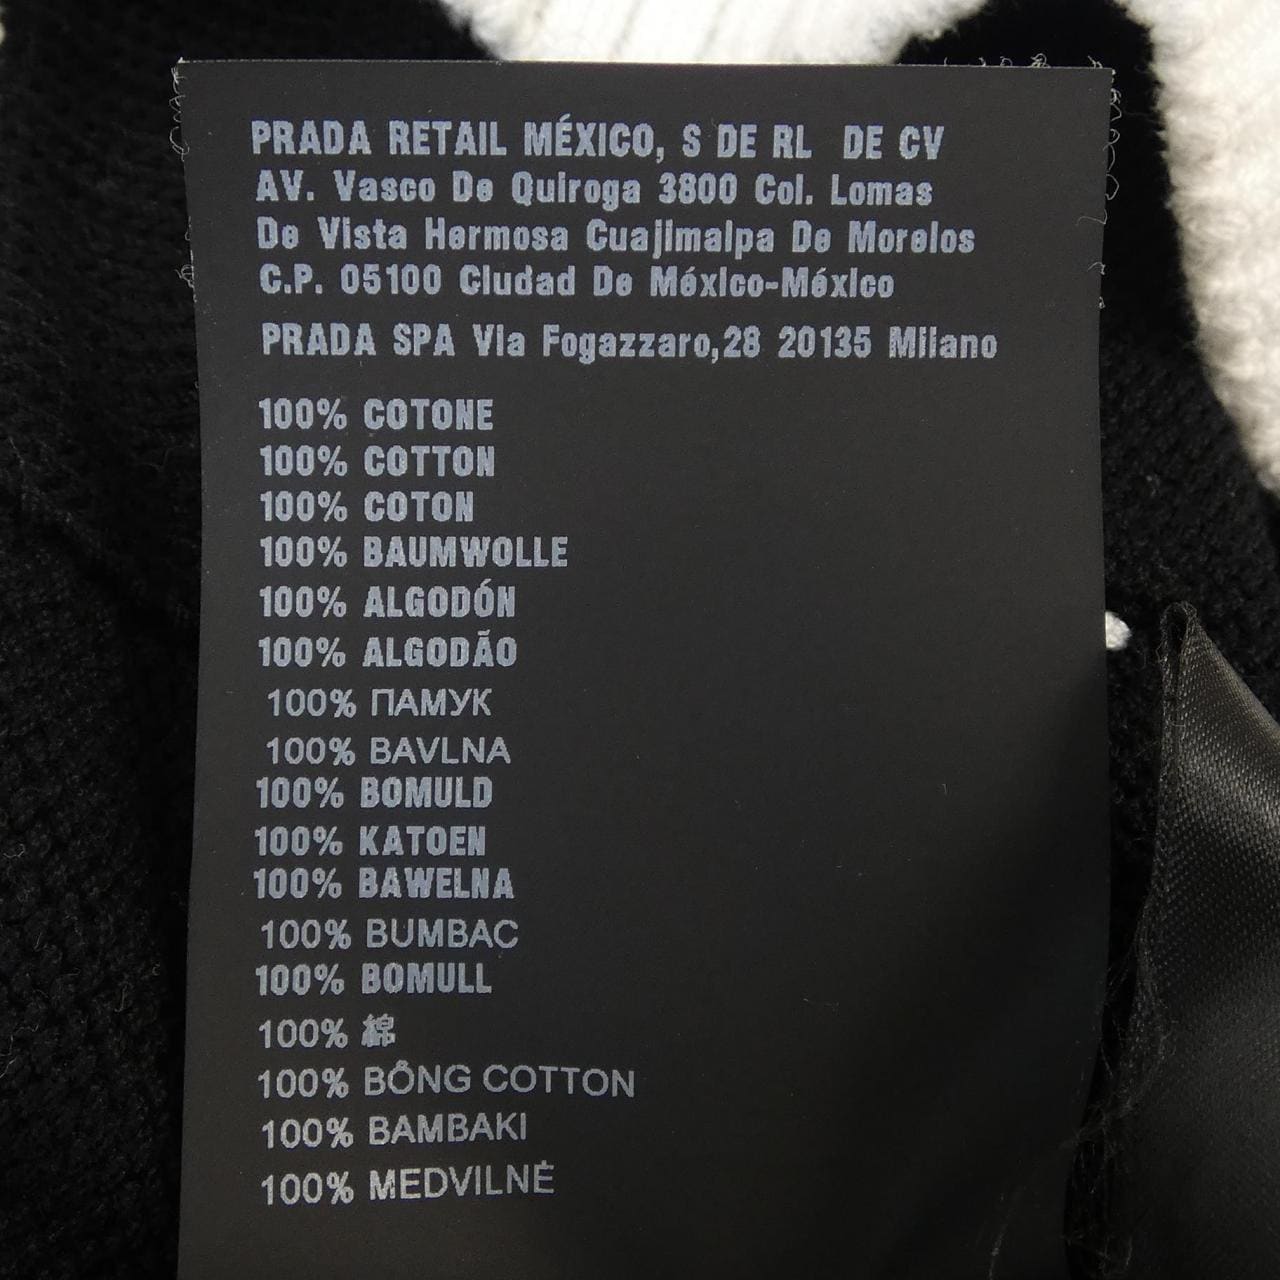 PRADA RETAIL MÉXICO, S DE RL DE CV
AV. Vasco De Quiroga 3800 Col. Lomas
De Vista Hermosa Cuajimalpa De Morelos
C.P. 05100 Ciudad De México-México
PRADA SPA Via Fogazzaro,28 20135 Milano
100% COTONE
100% COTTON
100% COTON
100% BAUMWOLLE
100% ALGODÓN
100% ALGODÃO
100% ПАМУК
100% BAVLNA
100% BOMULD
100% KATOEN
100% BAWELNA
100% BUMBAC
100% BOMULL
100% 棉
100% BÔNG COTTON
100% BAMBAKI
100% MEDVILNĖ